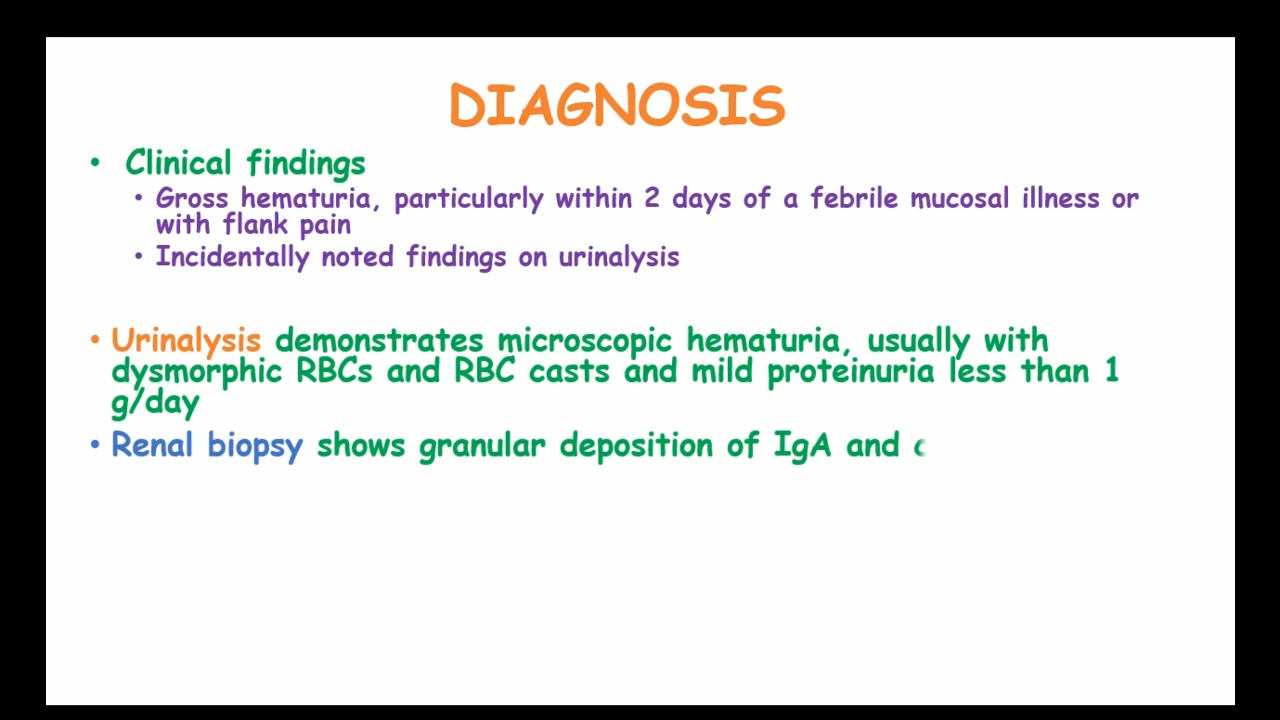 DIAGNOSIS
• Clinical findings
• Gross hematuria, particularly within 2 days of a febrile mucosal illness or
with flank pain
• Incidentally noted findings on urinalysis
• Urinalysis demonstrates microscopic hematuria, usually with
dysmorphic RBCs and RBC casts and mild proteinuria less than 1
g/day
• Renal biopsy shows granular deposition of IgA and